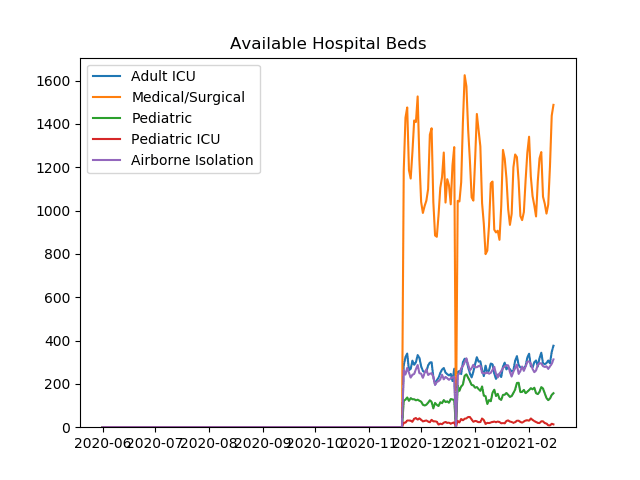 Available Hospital Beds
Adult ICU
Medical/Surgical
Pediatric
Pediatric ICU
Airborne Isolation
1600
1400
1200
1000
800
600
400
200
0
2020-06 2020-07 2020-08 2020-09 2020-10 2020-11 2020-12 2021-01 2021-02